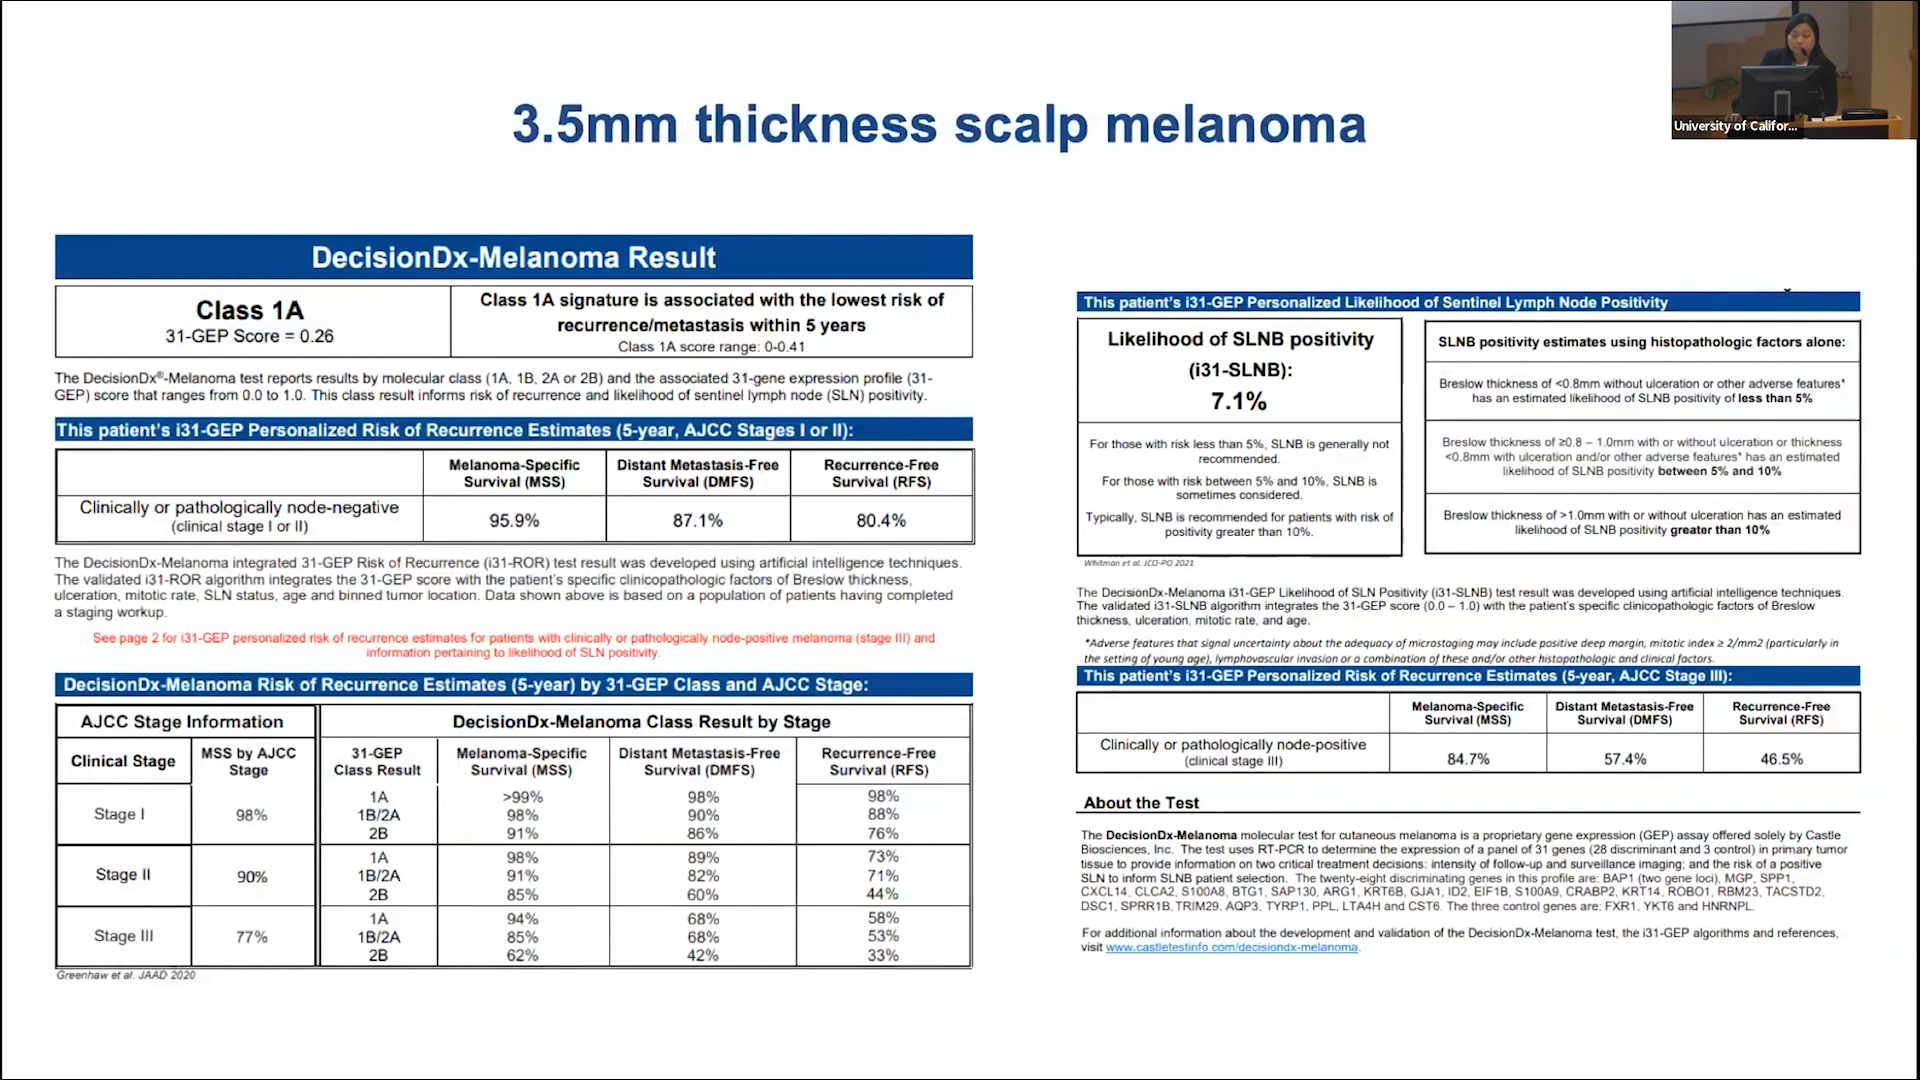 3.5mm thickness scalp melanoma
University of Califor...
DecisionDx-Melanoma Result
Class 1A
31-GEP Score = 0.26
Class 1A signature is associated with the lowest risk of
recurrence/metastasis within 5 years
Class 1A score range: 0-0.41
The DecisionDx®-Melanoma test reports results by molecular class (1A, 1B, 2A or 2B) and the associated 31-gene expression profile (31-
GEP) score that ranges from 0.0 to 1.0. This class result informs risk of recurrence and likelihood of sentinel lymph node (SLN) positivity.
This patient's i31-GEP Personalized Risk of Recurrence Estimates (5-year, AJCC Stages I or II):
Melanoma-Specific Survival (MSS)
Distant Metastasis-Free Survival (DMFS)
Recurrence-Free Survival (RFS)
Clinically or pathologically node-negative
(clinical stage I or II)
95.9% 87.1% 80.4%
The DecisionDx-Melanoma integrated 31-GEP Risk of Recurrence (i31-ROR) test result was developed using artificial intelligence techniques.
The validated i31-ROR algorithm integrates the 31-GEP score with the patient's specific clinicopathologic factors of Breslow thickness,
ulceration, mitotic rate, SLN status, age and binned tumor location. Data shown above is based on a population of patients having completed
a staging workup.
See page 2 for i31-GEP personalized risk of recurrence estimates for patients with clinically or pathologically node-positive melanoma (stage III) and
information pertaining to likelihood of SLN positivity.
DecisionDx-Melanoma Risk of Recurrence Estimates (5-year) by 31-GEP Class and AJCC Stage:
AJCC Stage Information
DecisionDx-Melanoma Class Result by Stage
Clinical Stage
MSS by AJCC Stage
31-GEP Class Result
Melanoma-Specific Survival (MSS)
Distant Metastasis-Free Survival (DMFS)
Recurrence-Free Survival (RFS)
Stage I 98%
1A >99% 98% 98%
1B/2A 98% 90% 88%
2B 91% 86% 76%
Stage II 90%
1A 98% 89% 73%
1B/2A 91% 82% 71%
2B 85% 60% 44%
Stage III 77%
1A 94% 68% 58%
1B/2A 85% 68% 53%
2B 62% 42% 33%
Greenhaw et al. JAAD 2020
This patient's i31-GEP Personalized Likelihood of Sentinel Lymph Node Positivity
Likelihood of SLNB positivity
(i31-SLNB):
7.1%
For those with risk less than 5%, SLNB is generally not
recommended.
For those with risk between 5% and 10%, SLNB is
sometimes considered.
Typically, SLNB is recommended for patients with risk of
positivity greater than 10%.
SLNB positivity estimates using histopathologic factors alone:
Breslow thickness of <0.8mm without ulceration or other adverse features*
has an estimated likelihood of SLNB positivity of less than 5%
Breslow thickness of ≥0.8 – 1.0mm with or without ulceration or thickness
<0.8mm with ulceration and/or other adverse features* has an estimated
likelihood of SLNB positivity between 5% and 10%
Breslow thickness of >1.0mm with or without ulceration has an estimated
likelihood of SLNB positivity greater than 10%
Whitman et al. JCO-PO 2021
The DecisionDx-Melanoma i31-GEP Likelihood of SLN Positivity (i31-SLNB) test result was developed using artificial intelligence techniques.
The validated i31-SLNB algorithm integrates the 31-GEP score (0.0 – 1.0) with the patient's specific clinicopathologic factors of Breslow
thickness, ulceration, mitotic rate, and age.
*Adverse features that signal uncertainty about the adequacy of microstaging may include positive deep margin, mitotic index ≥ 2/mm2 (particularly in
the setting of young age), lymphovascular invasion or a combination of these and/or other histopathologic and clinical factors.
This patient's i31-GEP Personalized Risk of Recurrence Estimates (5-year, AJCC Stage III):
Melanoma-Specific Survival (MSS)
Distant Metastasis-Free Survival (DMFS)
Recurrence-Free Survival (RFS)
Clinically or pathologically node-positive
(clinical stage III)
84.7% 57.4% 46.5%
About the Test
The DecisionDx-Melanoma molecular test for cutaneous melanoma is a proprietary gene expression (GEP) assay offered solely by Castle
Biosciences, Inc. The test uses RT-PCR to determine the expression of a panel of 31 genes (28 discriminant and 3 control) in primary tumor
tissue to provide information on two critical treatment decisions: intensity of follow-up and surveillance imaging; and the risk of a positive
SLN to inform SLNB patient selection. The twenty-eight discriminating genes in this profile are: BAP1 (two gene loci), MGP, SPP1,
CXCL14, CLCA2, S100A8, BTG1, SAP130, ARG1, KRT6B, GJA1, ID2, EIF1B, S100A9, CRABP2, KRT14, ROBO1, RBM23, TACSTD2,
DSC1, SPRR1B, TRIM29, AQP3, TYRP1, PPL, LTA4H and CST6. The three control genes are: FXR1, YKT6 and HNRNPL.
For additional information about the development and validation of the DecisionDx-Melanoma test, the i31-GEP algorithms and references,
visit www.castletestinfo.com/decisiondx-melanoma.